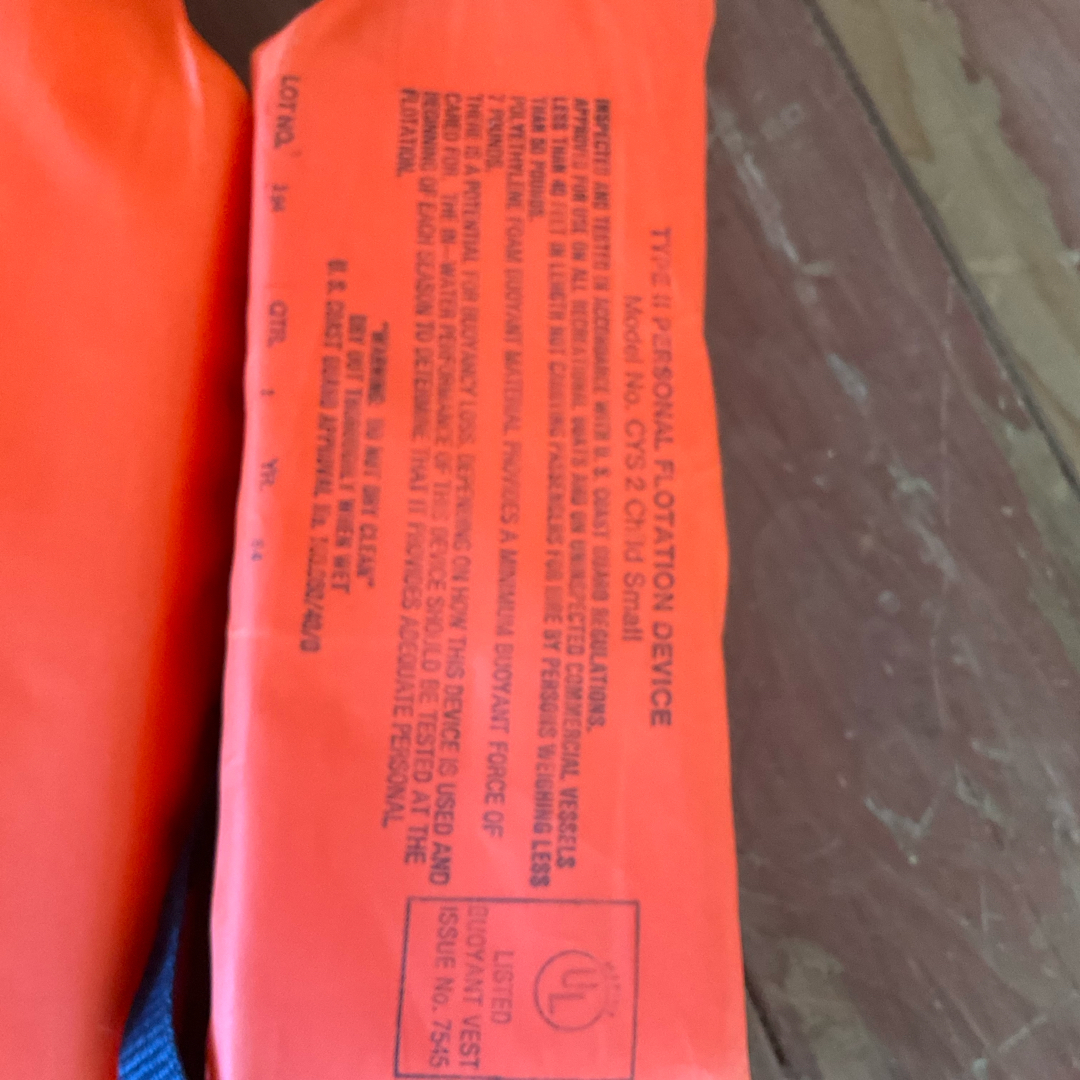 TYPE II PERSONAL FLOTATION DEVICE
Model No. CYS 2 Child Small
INSPECTED AND TESTED IN ACCORDANCE WITH U. S. COAST GUARD REGULATIONS.
APPROVED FOR USE ON ALL RECREATIONAL BOATS AND ON UNINSPECTED COMMERCIAL VESSELS
LESS THAN 40 FEET IN LENGTH NOT CARRYING PASSENGERS FOR HIRE BY PERSONS WEIGHING LESS
THAN 50 POUNDS.
POLYETHYLENE FOAM BUOYANT MATERIAL PROVIDES A MINIMUM BUOYANT FORCE OF
7 POUNDS.
THERE IS A POTENTIAL FOR BUOYANCY LOSS, DEPENDING ON HOW THIS DEVICE IS USED AND
CARED FOR. THE IN-WATER PERFORMANCE OF THIS DEVICE SHOULD BE TESTED AT THE
BEGINNING OF EACH SEASON TO DETERMINE THAT IT PROVIDES ADEQUATE PERSONAL
FLOTATION.
"WARNING: DO NOT DRY CLEAN"
DRY OUT THOROUGHLY WHEN WET
U. S. COAST GUARD APPROVAL No.
LOT NO. QTR. 1 YR. 84
UL
LISTED
BUOYANT VEST
ISSUE No. 7545